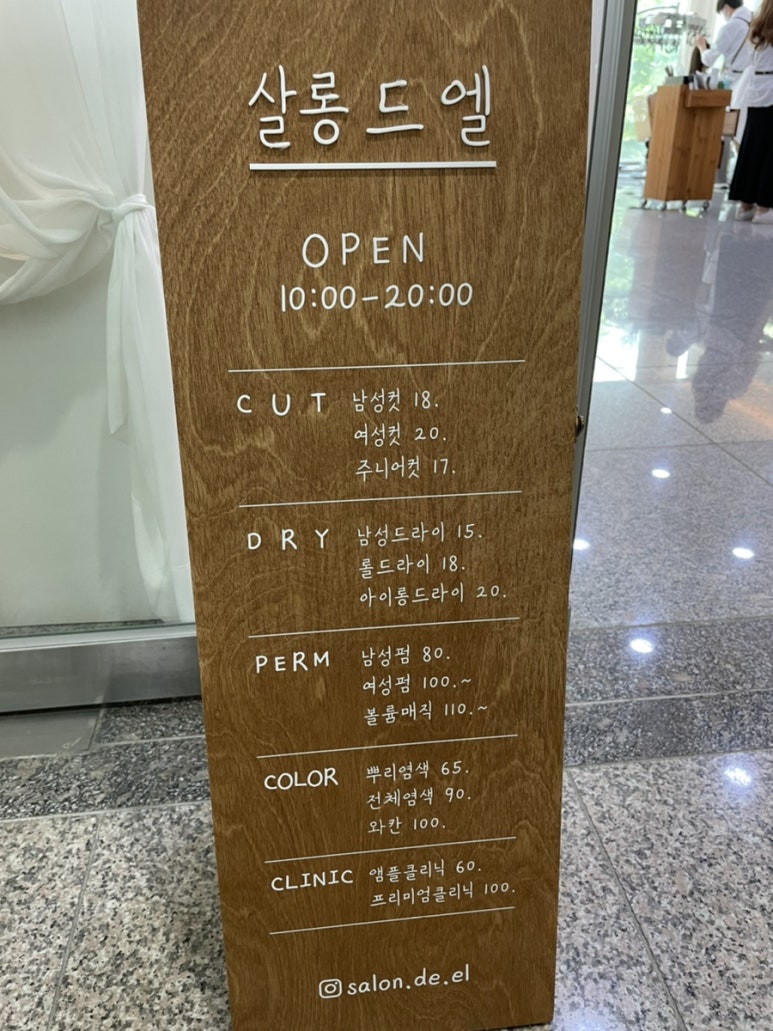 살롱드엘
OPEN
10:00-20:00
CUT 남성컷 18.
여성컷 20.
주니어컷 17.
DRY 남성드라이 15.
롤드라이 18.
아이롱드라이 20.
PERM 남성펌 80.
여성펌 100.~
볼륨매직 110.~
COLOR 뿌리염색 65.
전체염색 90.
와칸 100.
CLINIC 앰플클리닉 60.
프리미엄클리닉 100.
salon.de.el